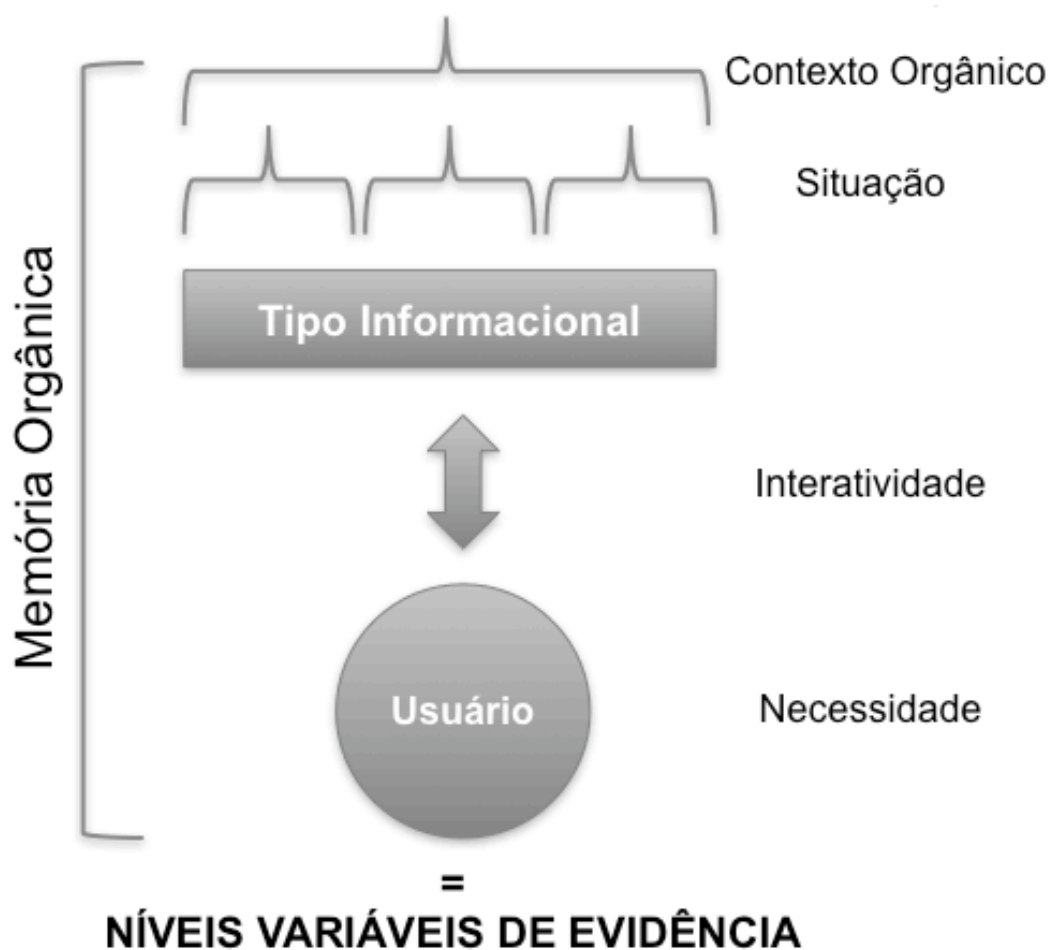 Contexto Orgânico
Situação
Tipo Informacional
Memória Orgânica
Interatividade
Usuário
Necessidade
=
NÍVEIS VARIÁVEIS DE EVIDÊNCIA